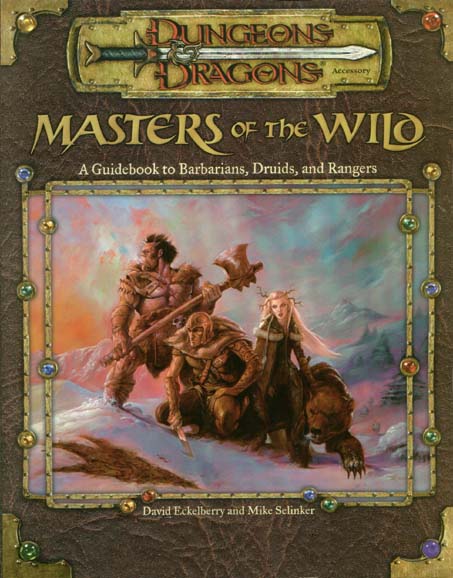 DUNGEONS
DRAGONS®
Accessory
MASTERS OF THE WILD
A Guidebook to Barbarians, Druids, and Rangers
David Eckelberry and Mike Selinker